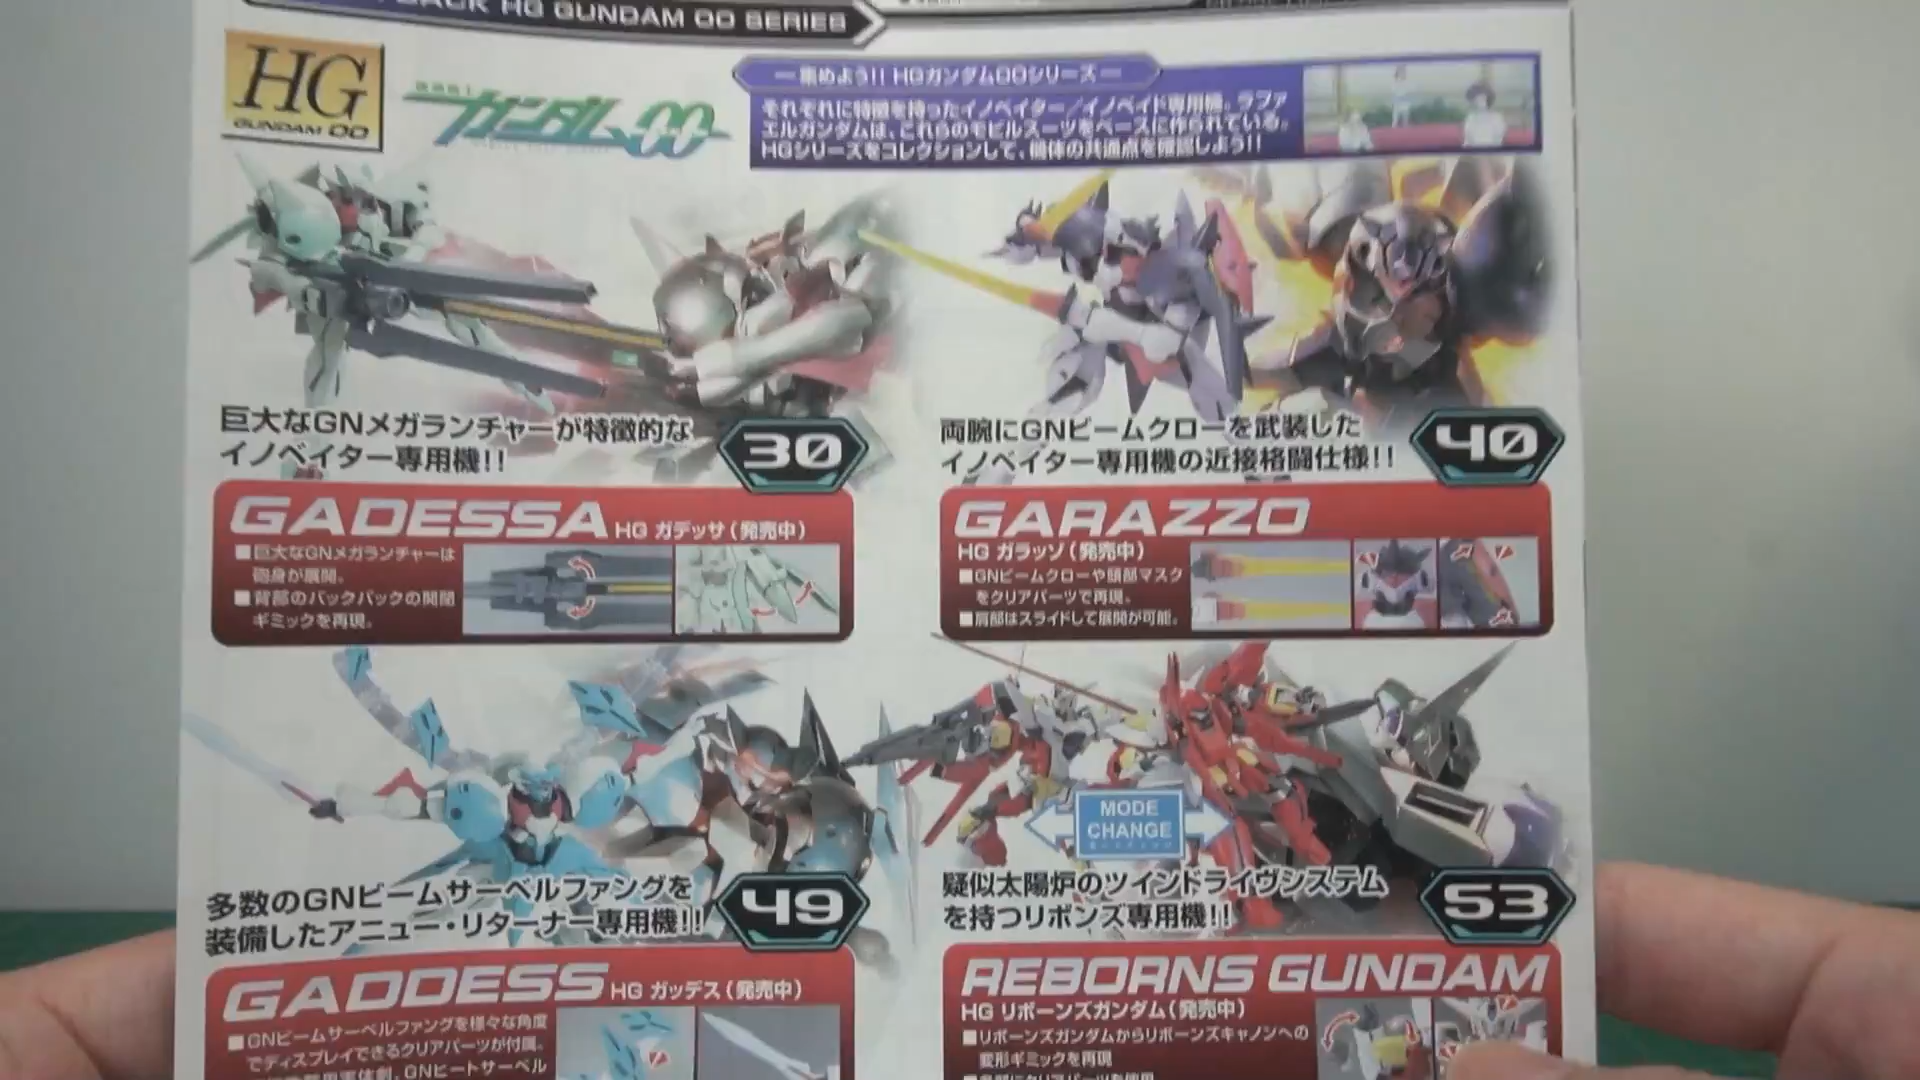 HG GUNDAM 00 SERIES
HG
GUNDAM 00
ガンダム00
ー集めよう!! HGガンダム00シリーズー
それぞれに特徴を持ったイノベイター/イノベイド専用機。ラファ
エルガンダムは、これらのモビルスーツをベースに作られている。
HGシリーズをコレクションして、機体の共通点を確認しよう!!
巨大なGNメガランチャーが特徴的な
イノベイター専用機!!
30
GADESSA HG ガデッサ(発売中)
■巨大なGNメガランチャーは
砲身が展開。
■背部のバックパックの開閉
ギミックを再現。
両腕にGNビームクローを武装した
イノベイター専用機の近接格闘仕様!!
40
GARAZZO
HG ガラッゾ(発売中)
■GNビームクローや頭部マスク
をクリアパーツで再現。
■肩部はスライドして展開が可能。
多数のGNビームサーベルファングを
装備したアニュー・リターナー専用機!!
49
GADDESS HG ガッデス(発売中)
■GNビームサーベルファングを様々な角度
でディスプレイできるクリアパーツが付属。
GNヒートサーベル
MODE
CHANGE
疑似太陽炉のツインドライヴシステム
を持つリボンズ専用機!!
53
REBORNS GUNDAM
HG リボーンズガンダム(発売中)
■リボーンズガンダムからリボーンズキャノンへの
変形ギミックを再現